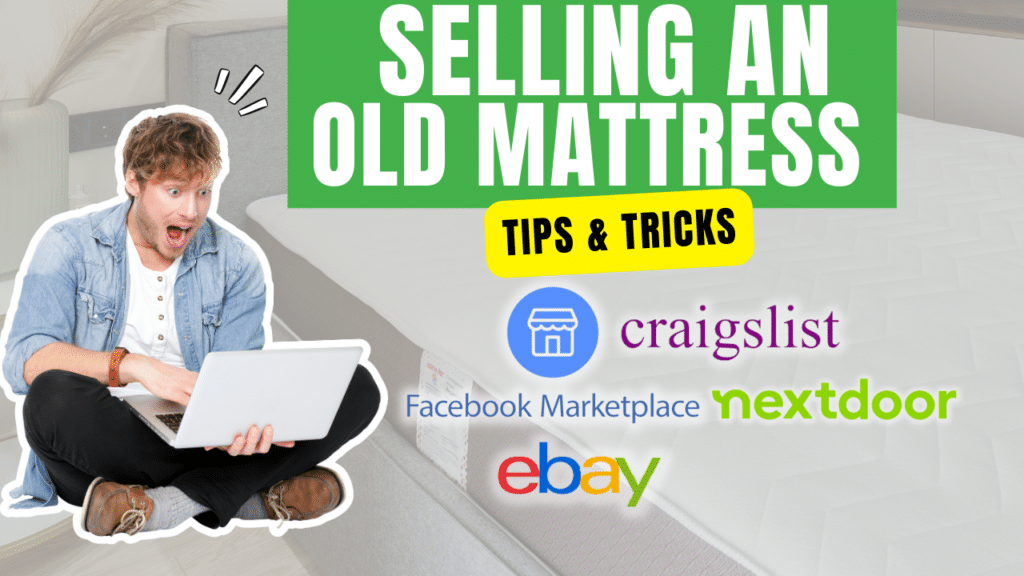 SELLING AN
OLD MATTRESS
TIPS & TRICKS
craigslist
Facebook Marketplace
nextdoor
ebay